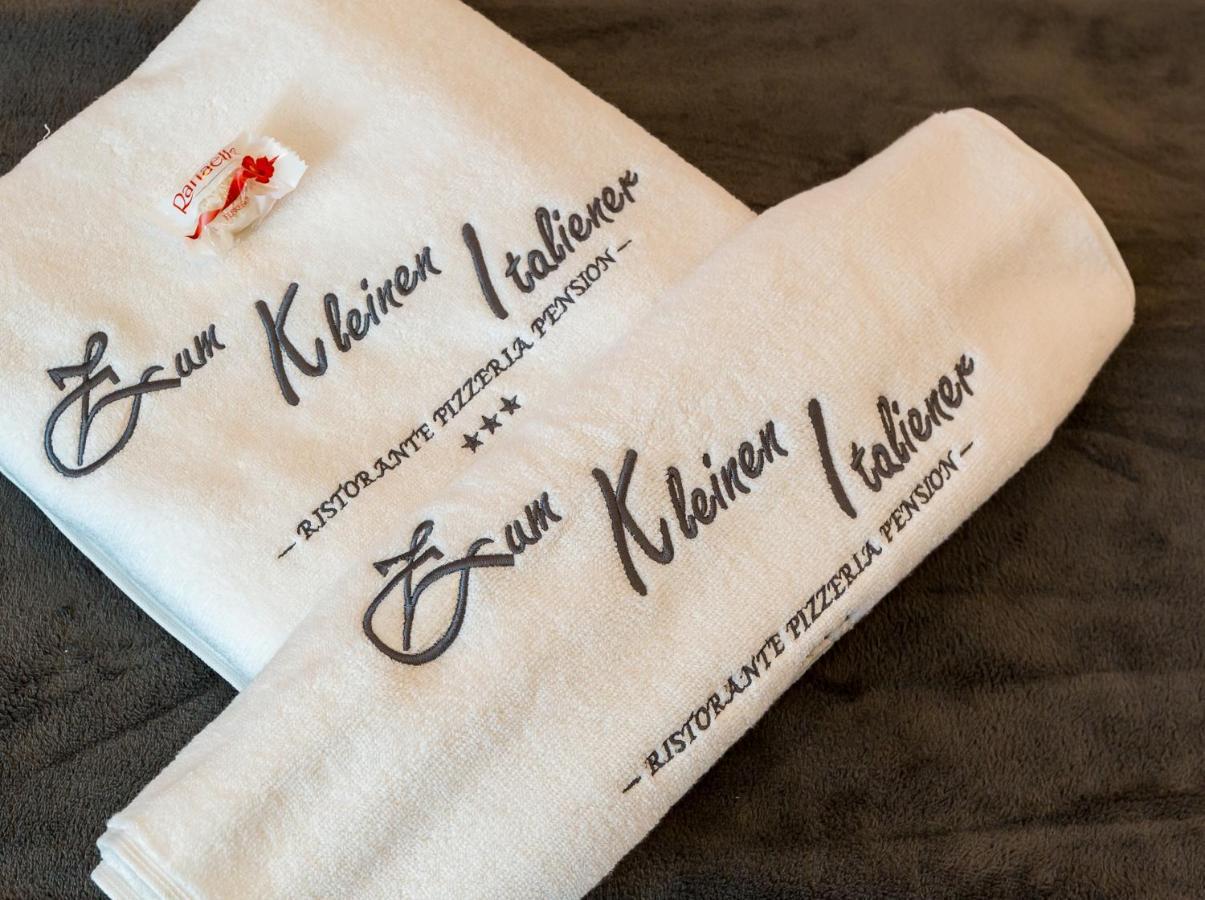 Raffaello
Zum Kleinen Italiener
– RISTORANTE PIZZERIA PENSION –
Zum Kleinen Italiener
– RISTORANTE PIZZERIA PENSION –